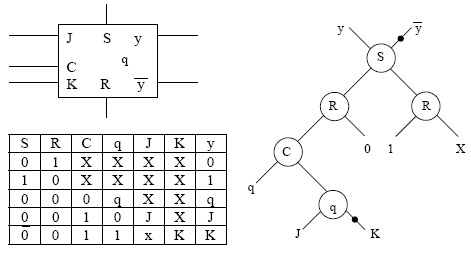 J S y
q
C
K R y̅
S R C q J K y
0 1 X X X X 0
1 0 X X X X 1
0 0 0 q X X q
0 0 1 0 J X J
0̅ 0 1 1 x K K
y y̅
S
R R
C 0 1 X
q
q
J K